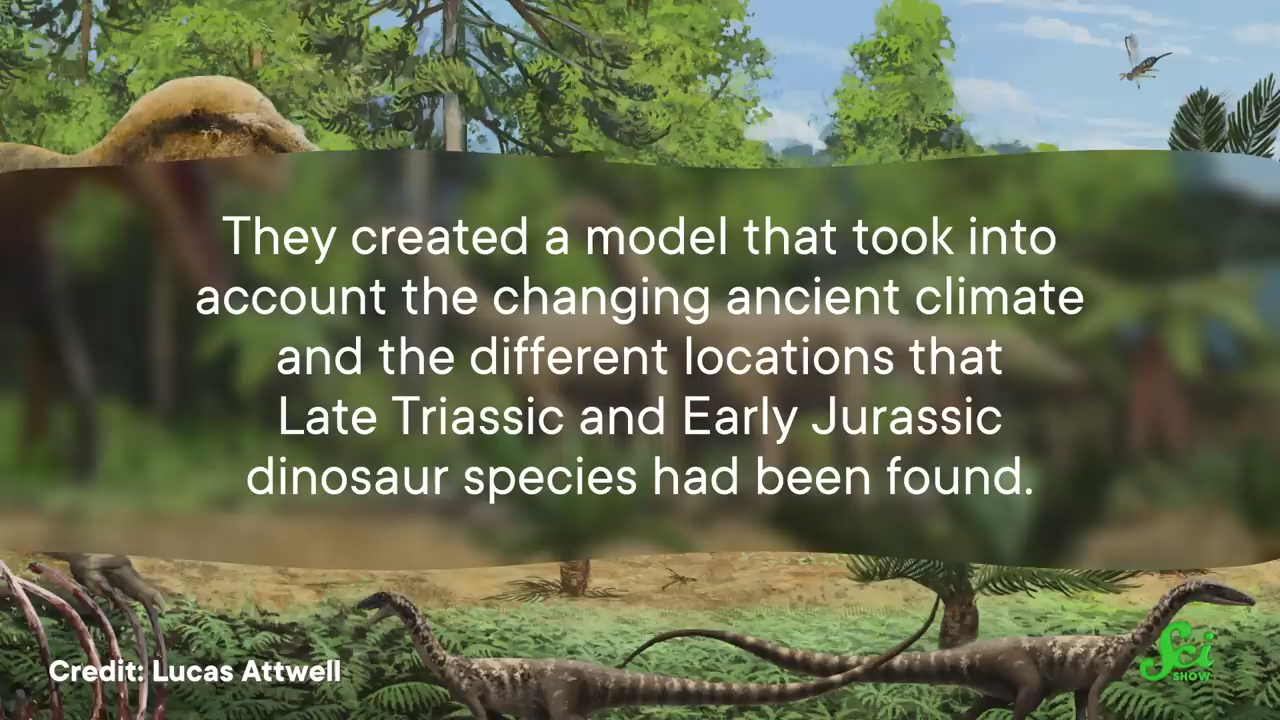 They created a model that took into
account the changing ancient climate
and the different locations that
Late Triassic and Early Jurassic
dinosaur species had been found.
Credit: Lucas Attwell
Sci
SHOW